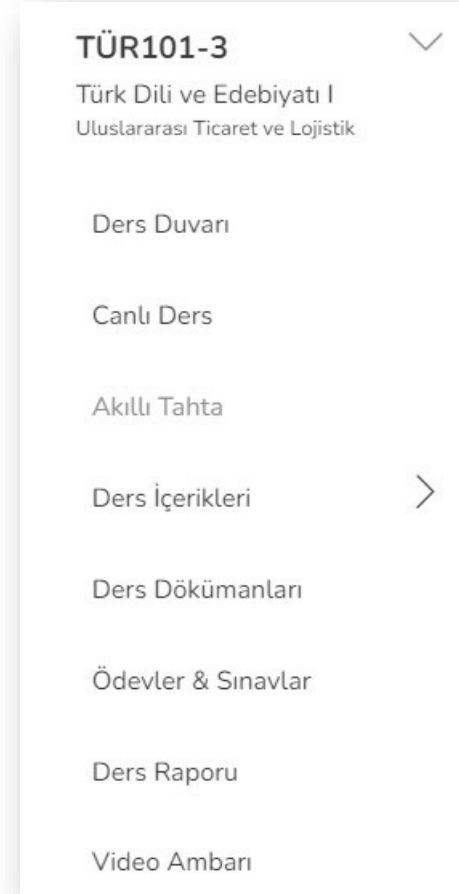 TÜR101-3
Türk Dili ve Edebiyatı I
Uluslararası Ticaret ve Lojistik
Ders Duvarı
Canlı Ders
Akıllı Tahta
Ders İçerikleri
Ders Dökümanları
Ödevler & Sınavlar
Ders Raporu
Video Ambarı